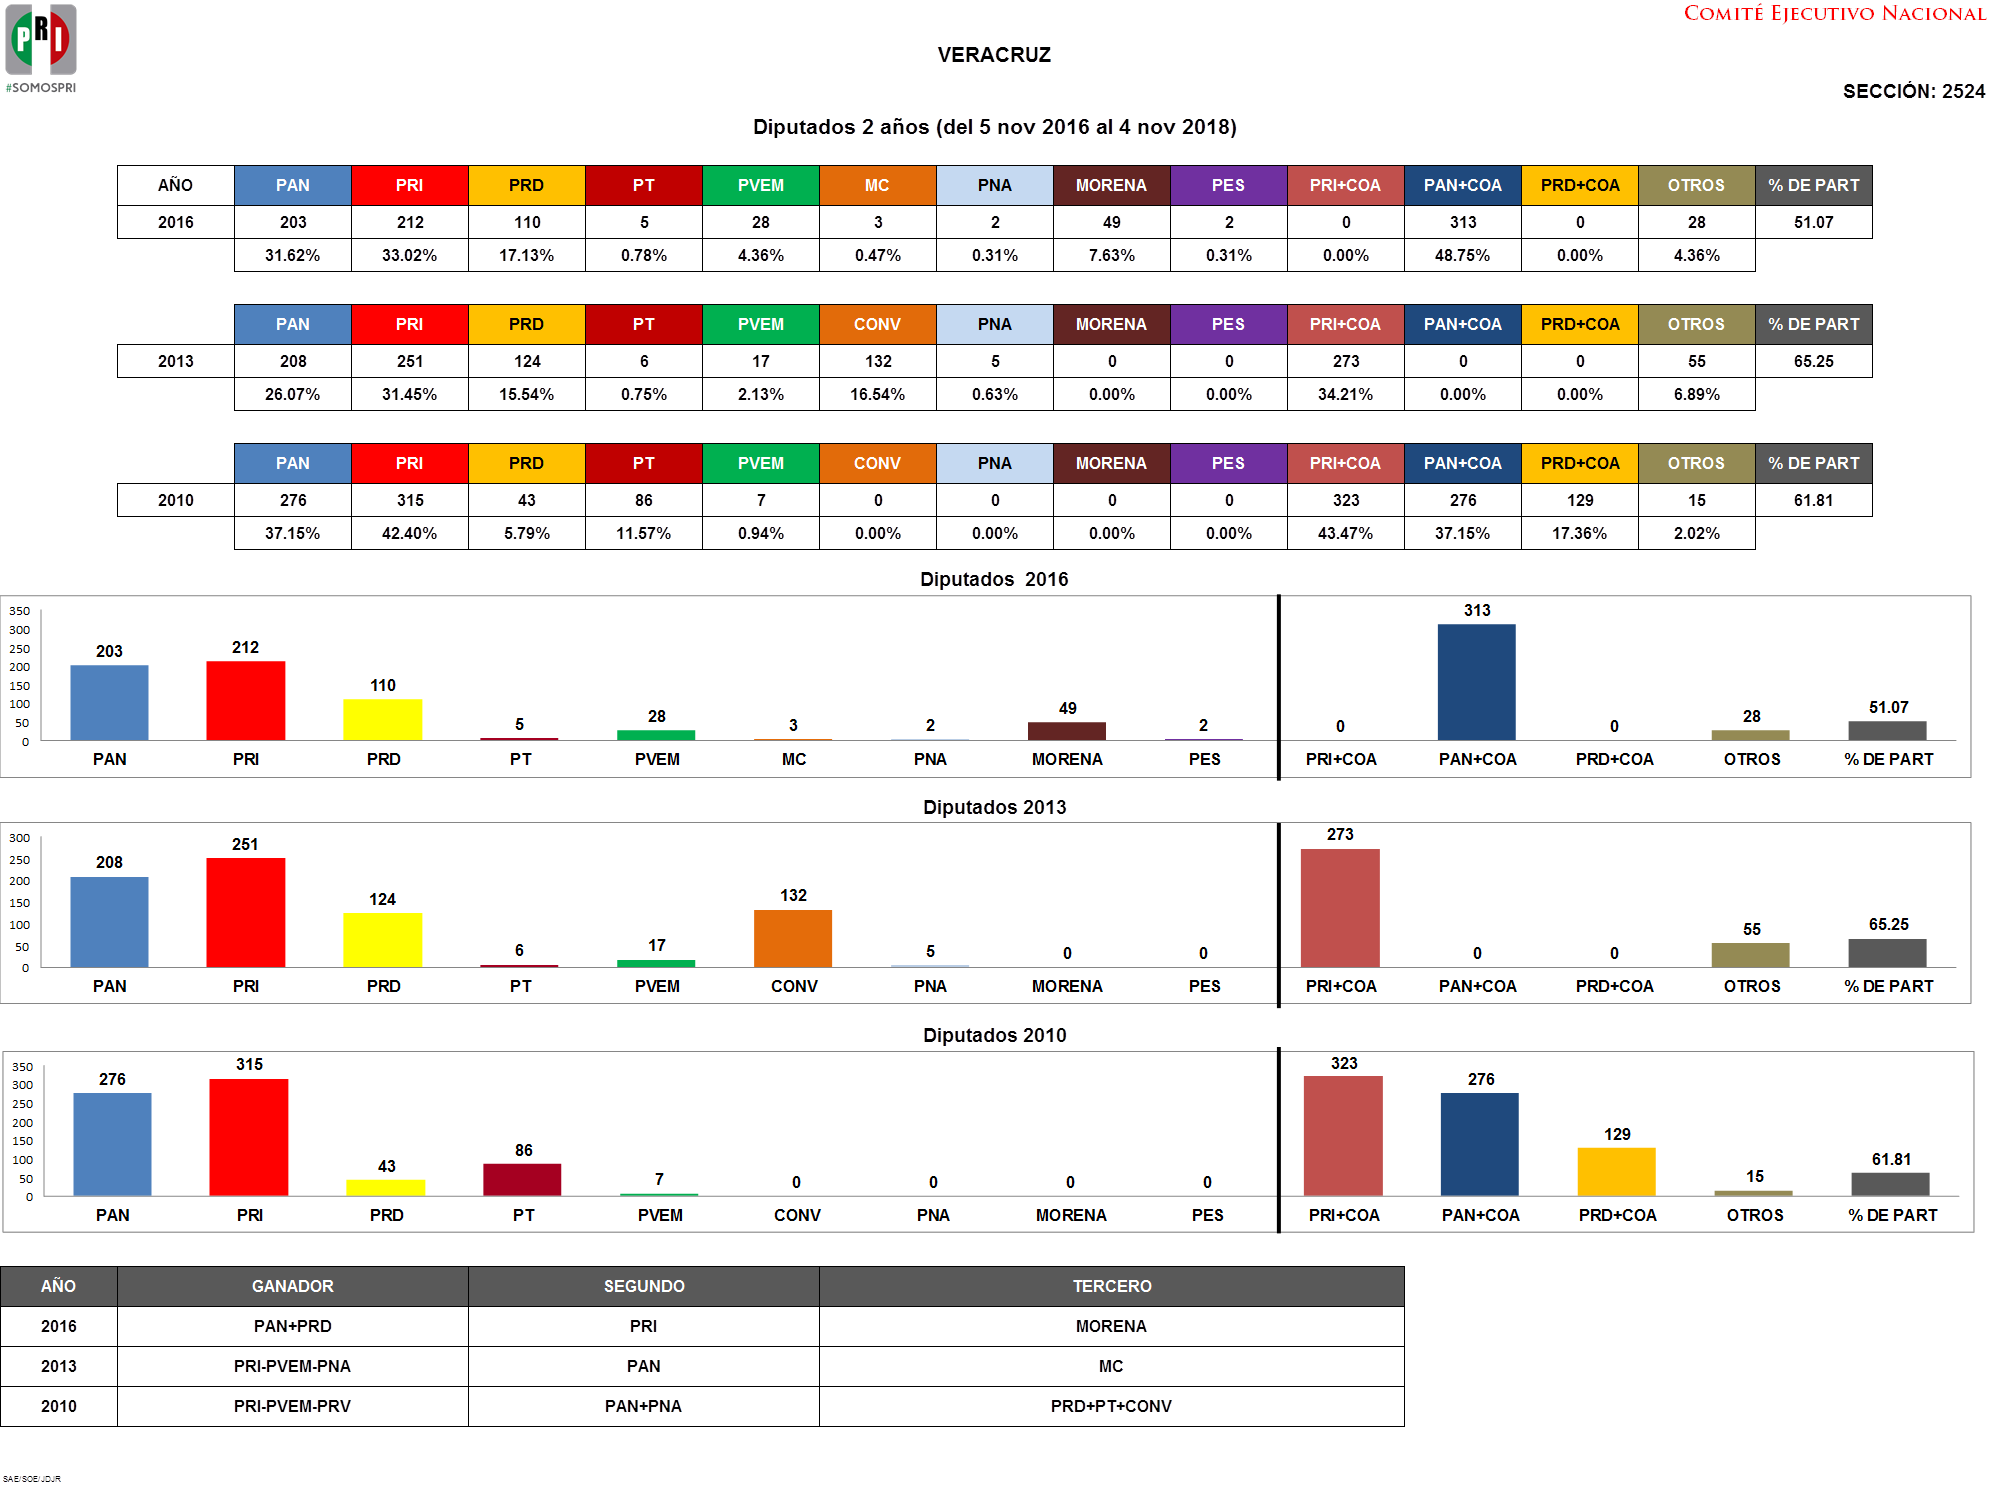 PRI
#SOMOSPRI
COMITÉ EJECUTIVO NACIONAL
VERACRUZ
SECCIÓN: 2524
Diputados 2 años (del 5 nov 2016 al 4 nov 2018)
AÑO PAN PRI PRD PT PVEM MC PNA MORENA PES PRI+COA PAN+COA PRD+COA OTROS % DE PART
2016 203 212 110 5 28 3 2 49 2 0 313 0 28 51.07
31.62% 33.02% 17.13% 0.78% 4.36% 0.47% 0.31% 7.63% 0.31% 0.00% 48.75% 0.00% 4.36%
PAN PRI PRD PT PVEM CONV PNA MORENA PES PRI+COA PAN+COA PRD+COA OTROS % DE PART
2013 208 251 124 6 17 132 5 0 0 273 0 0 55 65.25
26.07% 31.45% 15.54% 0.75% 2.13% 16.54% 0.63% 0.00% 0.00% 34.21% 0.00% 0.00% 6.89%
PAN PRI PRD PT PVEM CONV PNA MORENA PES PRI+COA PAN+COA PRD+COA OTROS % DE PART
2010 276 315 43 86 7 0 0 0 0 323 276 129 15 61.81
37.15% 42.40% 5.79% 11.57% 0.94% 0.00% 0.00% 0.00% 0.00% 43.47% 37.15% 17.36% 2.02%
Diputados 2016
350
300
250
200
150
100
50
0
203 212 110 5 28 3 2 49 2 0 313 0 28 51.07
PAN PRI PRD PT PVEM MC PNA MORENA PES PRI+COA PAN+COA PRD+COA OTROS % DE PART
Diputados 2013
300
250
200
150
100
50
0
208 251 124 6 17 132 5 0 0 273 0 0 55 65.25
PAN PRI PRD PT PVEM CONV PNA MORENA PES PRI+COA PAN+COA PRD+COA OTROS % DE PART
Diputados 2010
350
300
250
200
150
100
50
0
276 315 43 86 7 0 0 0 0 323 276 129 15 61.81
PAN PRI PRD PT PVEM CONV PNA MORENA PES PRI+COA PAN+COA PRD+COA OTROS % DE PART
AÑO GANADOR SEGUNDO TERCERO
2016 PAN+PRD PRI MORENA
2013 PRI-PVEM-PNA PAN MC
2010 PRI-PVEM-PRV PAN+PNA PRD+PT+CONV
SAE/SOE/JDJR